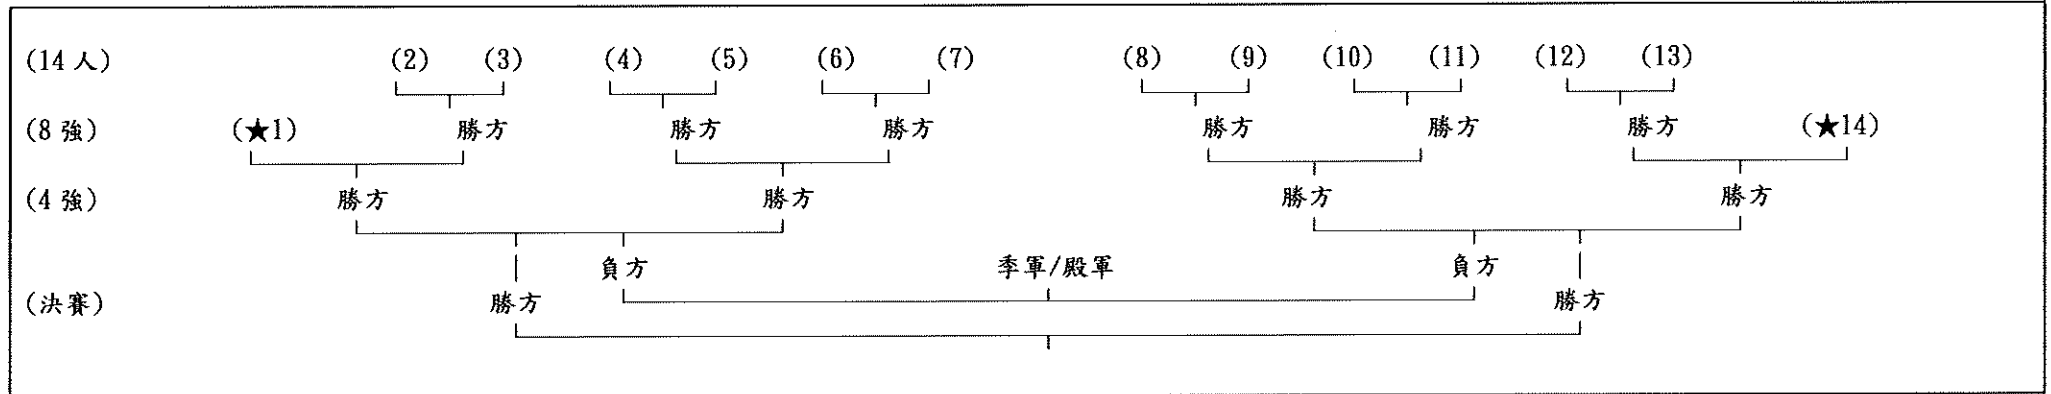 (14 人) (2) (3) (4) (5) (6) (7) (8) (9) (10) (11) (12) (13)
(8 強) (★1) 勝方 勝方 勝方 勝方 勝方 勝方 (★14)
(4 強) 勝方 勝方 勝方 勝方
負方 季軍/殿軍 負方
(決賽) 勝方 勝方